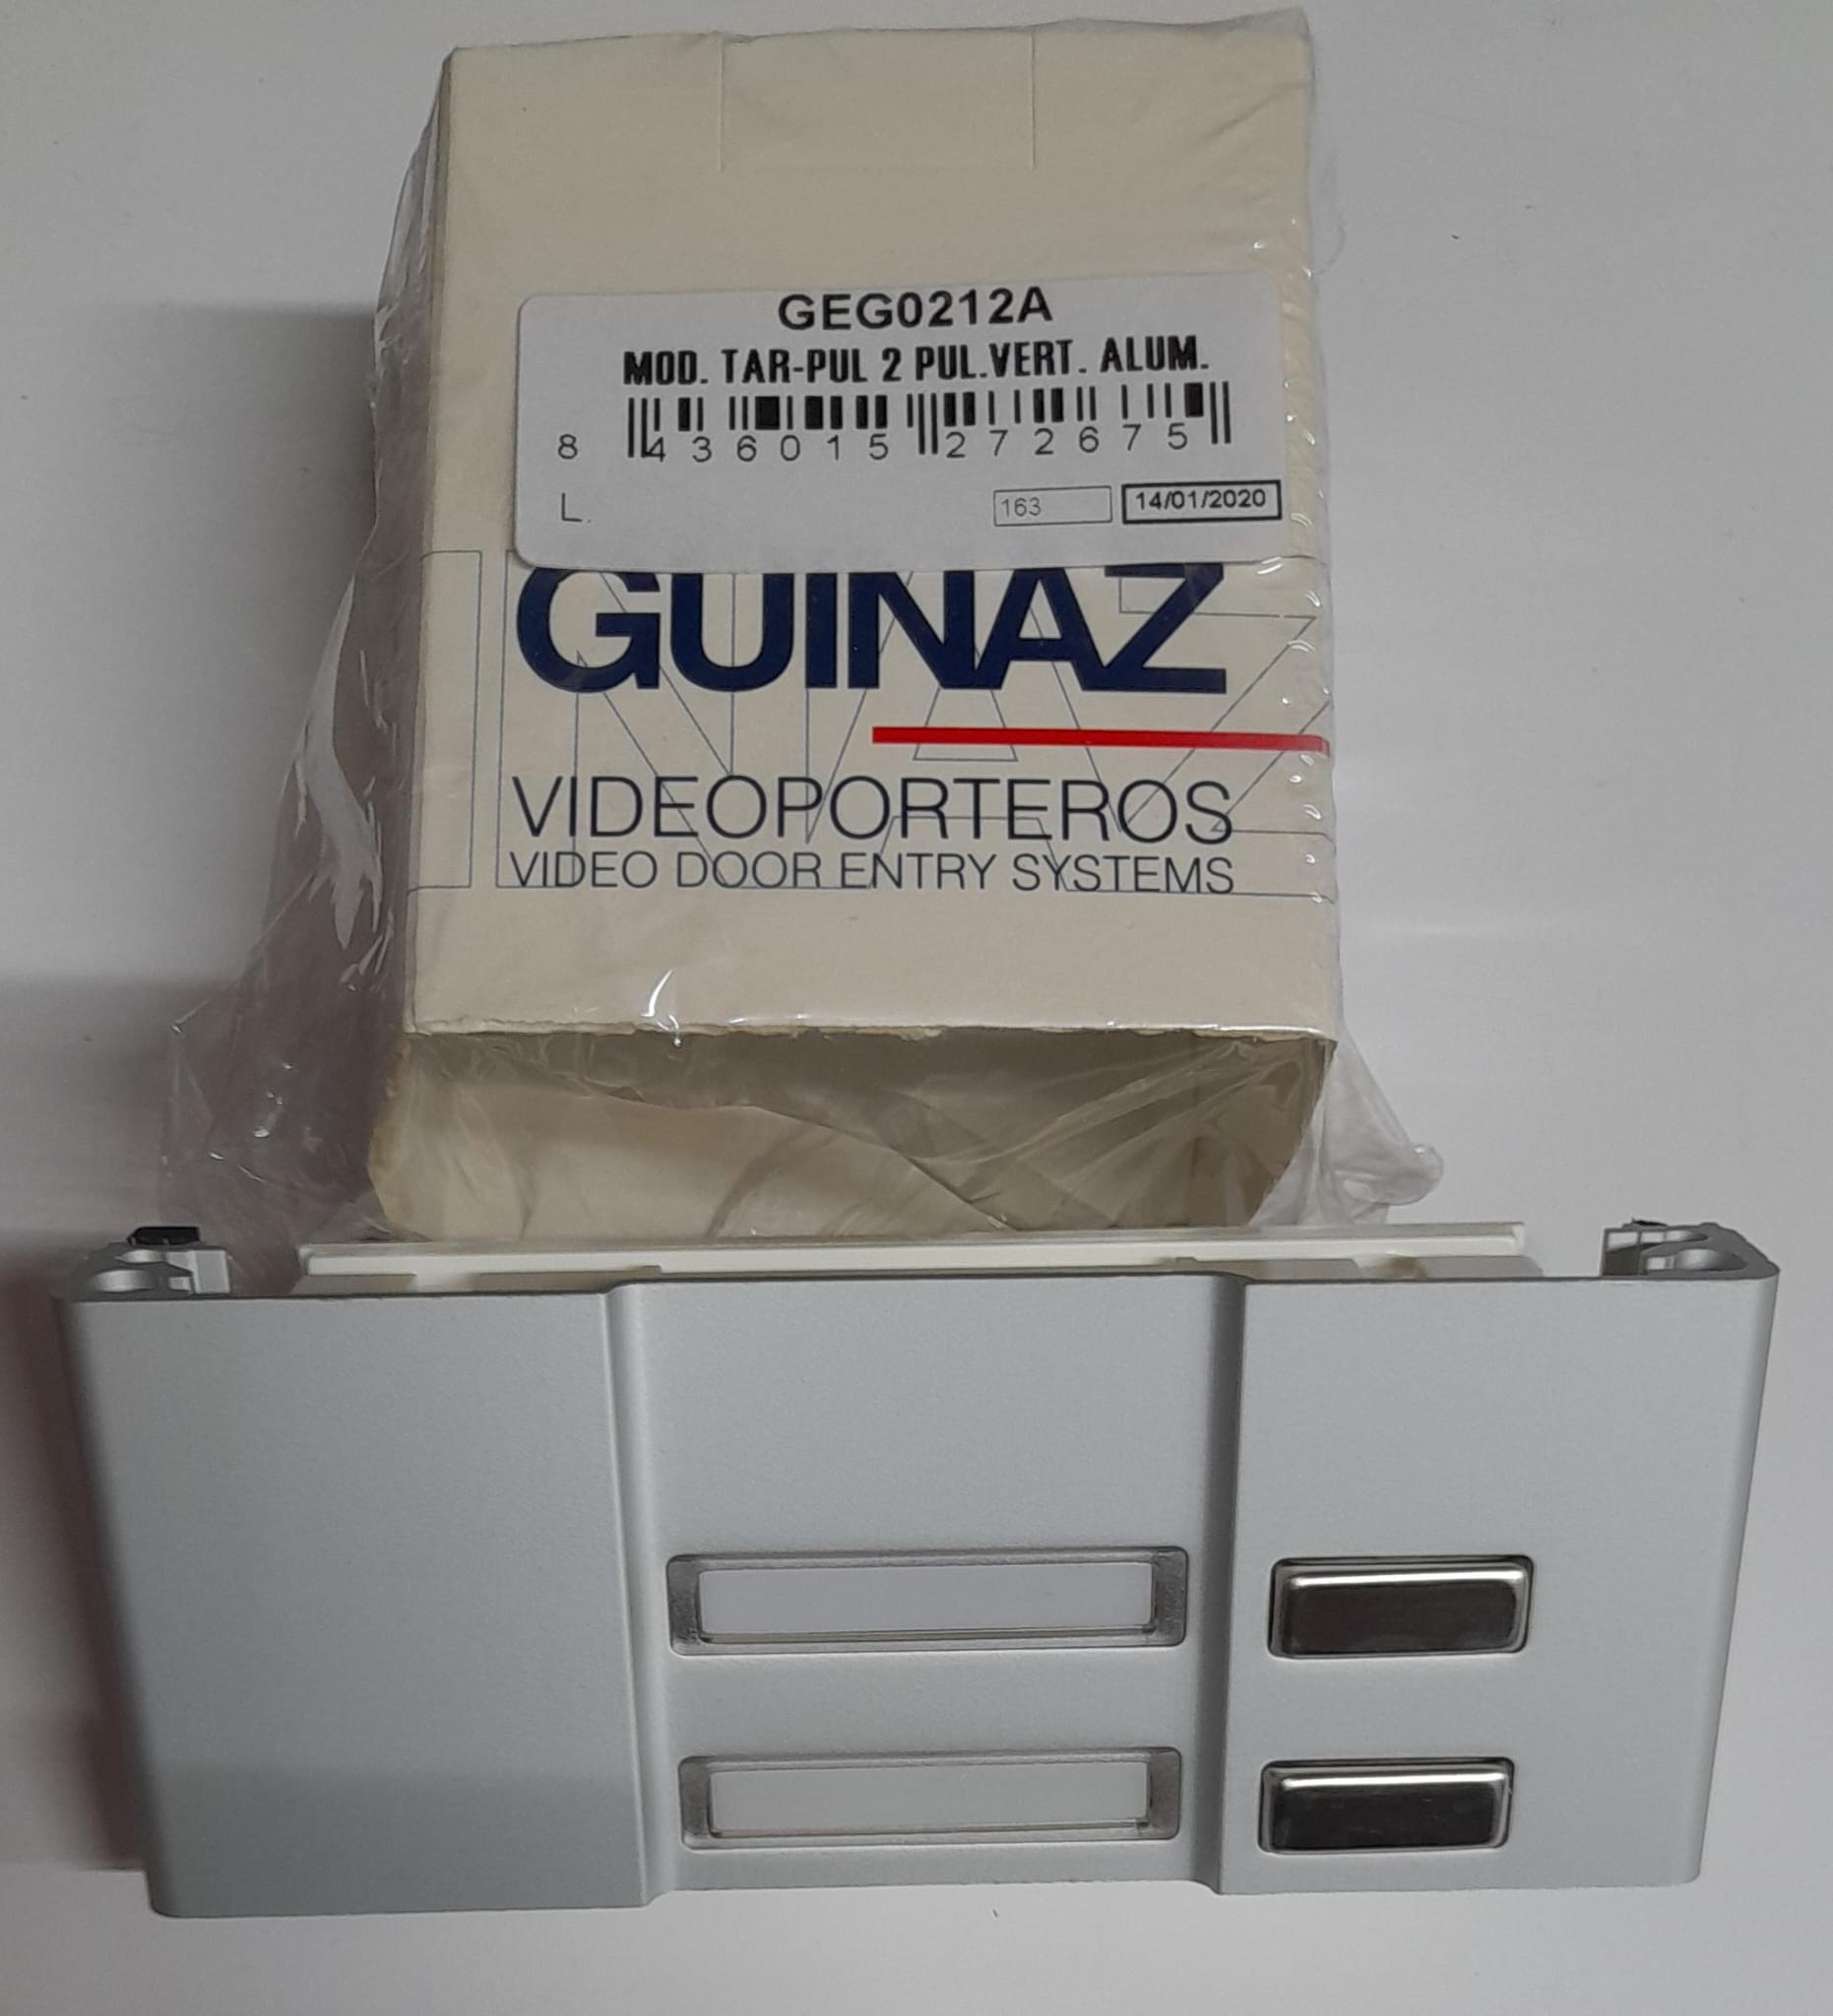 GEG0212A
MOD. TAR-PUL 2 PUL.VERT. ALUM.
8 436015 272675
L. 163 14/01/2020
GUINAZ
VIDEOPORTEROS
VIDEO DOOR ENTRY SYSTEMS